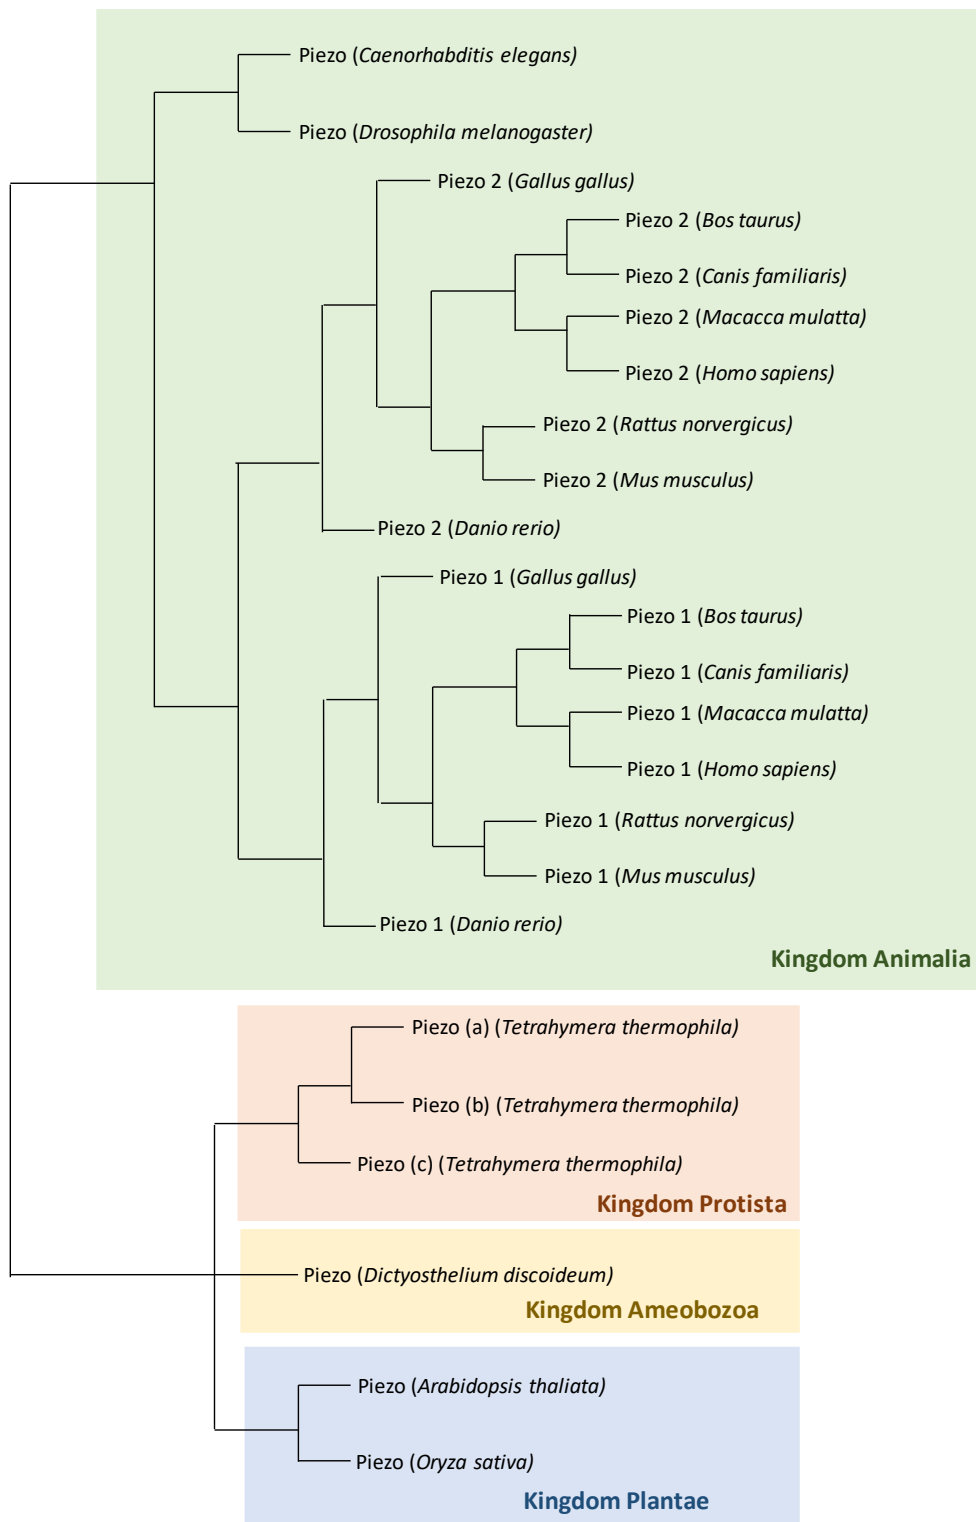 Piezo (Caenorhabditis elegans)
Piezo (Drosophila melanogaster)
Piezo 2 (Gallus gallus)
Piezo 2 (Bos taurus)
Piezo 2 (Canis familiaris)
Piezo 2 (Macacca mulatta)
Piezo 2 (Homo sapiens)
Piezo 2 (Rattus norvergicus)
Piezo 2 (Mus musculus)
Piezo 2 (Danio rerio)
Piezo 1 (Gallus gallus)
Piezo 1 (Bos taurus)
Piezo 1 (Canis familiaris)
Piezo 1 (Macacca mulatta)
Piezo 1 (Homo sapiens)
Piezo 1 (Rattus norvergicus)
Piezo 1 (Mus musculus)
Piezo 1 (Danio rerio)
Kingdom Animalia
Piezo (a) (Tetrahymera thermophila)
Piezo (b) (Tetrahymera thermophila)
Piezo (c) (Tetrahymera thermophila)
Kingdom Protista
Piezo (Dictyosthelium discoideum)
Kingdom Ameobozoa
Piezo (Arabidopsis thaliata)
Piezo (Oryza sativa)
Kingdom Plantae